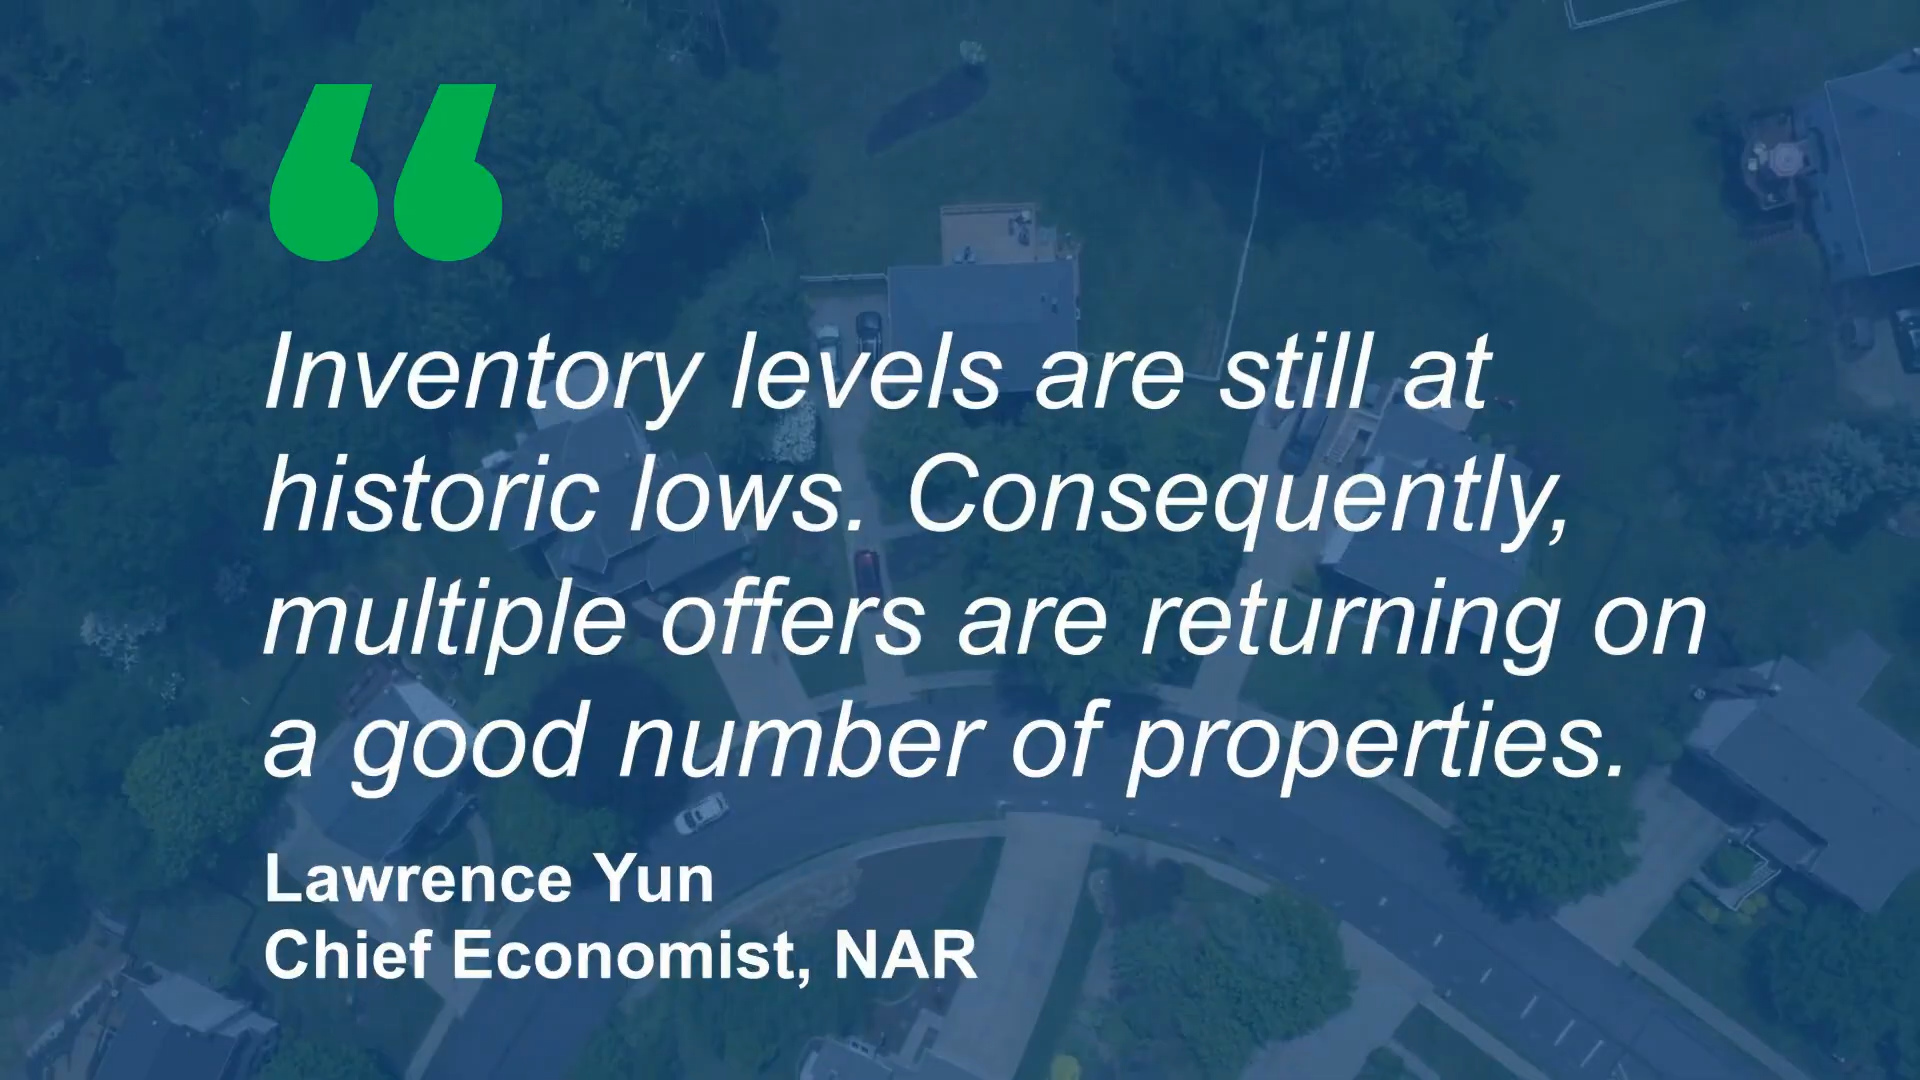 “
Inventory levels are still at
historic lows. Consequently,
multiple offers are returning on
a good number of properties.
Lawrence Yun
Chief Economist, NAR